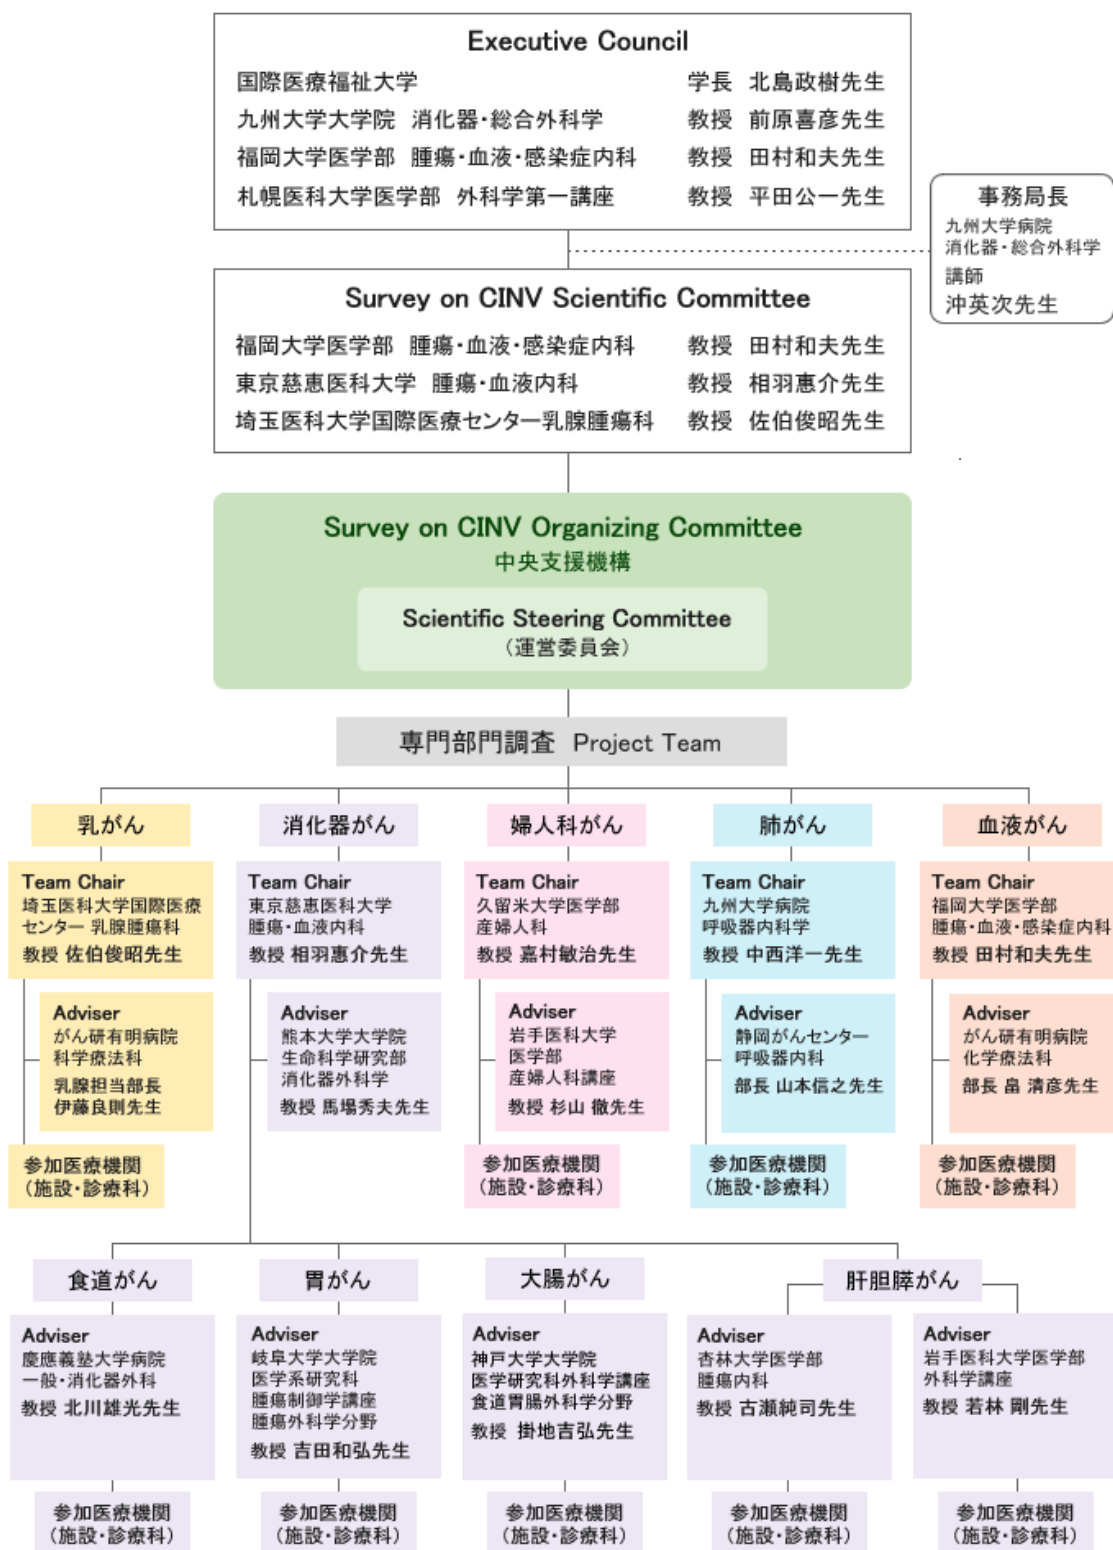 Executive Council
国際医療福祉大学 学長 北島政樹先生
九州大学大学院 消化器・総合外科学 教授 前原喜彦先生
福岡大学医学部 腫瘍・血液・感染症内科 教授 田村和夫先生
札幌医科大学医学部 外科学第一講座 教授 平田公一先生
事務局長
九州大学病院
消化器・総合外科学
講師
沖英次先生
Survey on CINV Scientific Committee
福岡大学医学部 腫瘍・血液・感染症内科 教授 田村和夫先生
東京慈恵医科大学 腫瘍・血液内科 教授 相羽惠介先生
埼玉医科大学国際医療センター乳腺腫瘍科 教授 佐伯俊昭先生
Survey on CINV Organizing Committee
中央支援機構
Scientific Steering Committee
（運営委員会）
専門部門調査 Project Team
乳がん
Team Chair
埼玉医科大学国際医療
センター 乳腺腫瘍科
教授 佐伯俊昭先生
Adviser
がん研有明病院
科学療法科
乳腺担当部長
伊藤良則先生
参加医療機関
（施設・診療科）
消化器がん
Team Chair
東京慈恵医科大学
腫瘍・血液内科
教授 相羽惠介先生
Adviser
熊本大学大学院
生命科学研究部
消化器外科学
教授 馬場秀夫先生
婦人科がん
Team Chair
久留米大学医学部
産婦人科
教授 嘉村敏治先生
Adviser
岩手医科大学
医学部
産婦人科講座
教授 杉山 徹先生
参加医療機関
（施設・診療科）
肺がん
Team Chair
九州大学病院
呼吸器内科学
教授 中西洋一先生
Adviser
静岡がんセンター
呼吸器内科
部長 山本信之先生
参加医療機関
（施設・診療科）
血液がん
Team Chair
福岡大学医学部
腫瘍・血液・感染症内科
教授 田村和夫先生
Adviser
がん研有明病院
化学療法科
部長 畠 清彦先生
参加医療機関
（施設・診療科）
食道がん
Adviser
慶應義塾大学病院
一般・消化器外科
教授 北川雄光先生
参加医療機関
（施設・診療科）
胃がん
Adviser
岐阜大学大学院
医学系研究科
腫瘍制御学講座
腫瘍外科学分野
教授 吉田和弘先生
参加医療機関
（施設・診療科）
大腸がん
Adviser
神戸大学大学院
医学研究科外科学講座
食道胃腸外科学分野
教授 掛地吉弘先生
参加医療機関
（施設・診療科）
肝胆膵がん
Adviser
杏林大学医学部
腫瘍内科
教授 古瀬純司先生
参加医療機関
（施設・診療科）
Adviser
岩手医科大学医学部
外科学講座
教授 若林 剛先生
参加医療機関
（施設・診療科）